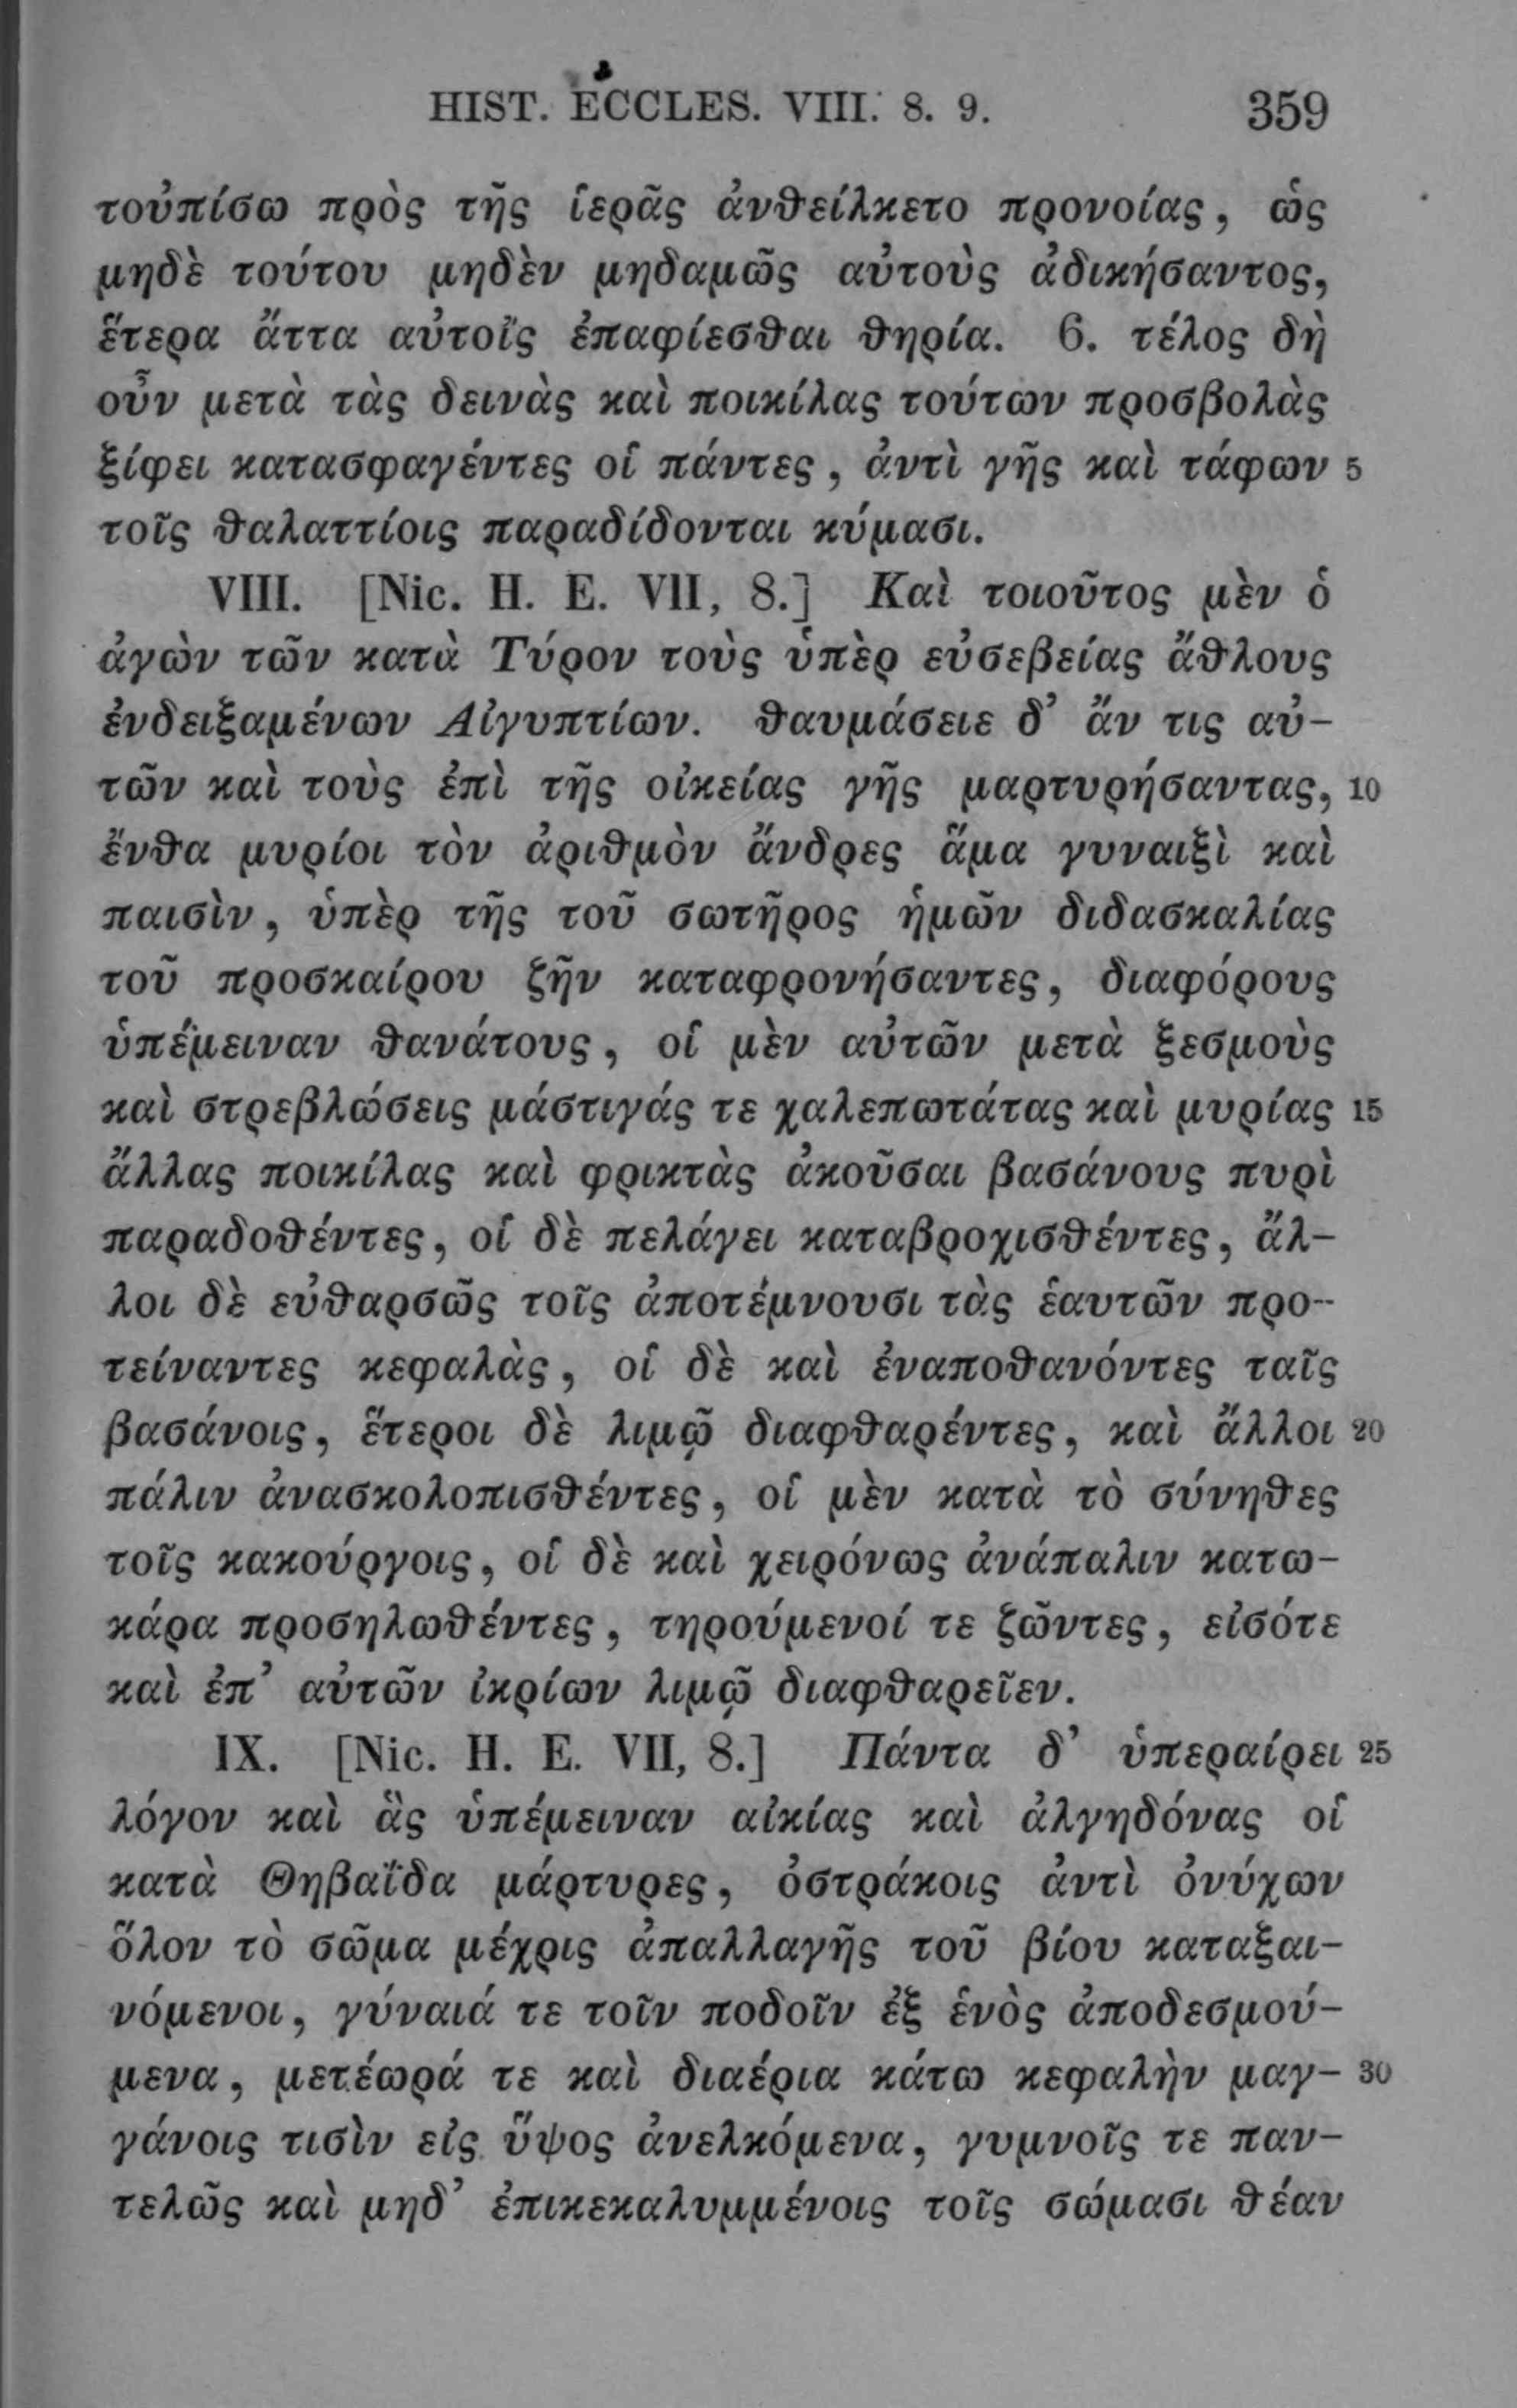 HIST. ECCLES. VIII. 8. 9. 359
τοὐπίσω πρὸς τῆς ἱερᾶς ἀνθείλκετο προνοίας, ὡς
μηδὲ τούτου μηδὲν μηδαμῶς αὐτοὺς ἀδικήσαντος,
ἕτερα ἄττα αὐτοῖς ἐπαφίεσθαι θηρία. 6. τέλος δὴ
οὖν μετὰ τὰς δεινὰς καὶ ποικίλας τούτων προσβολὰς
ξίφει κατασφαγέντες οἱ πάντες, ἀντὶ γῆς καὶ τάφων 5
τοῖς θαλαττίοις παραδίδονται κύμασι.
VIII. [Nic. H. E. VII, 8.] Καὶ τοιοῦτος μὲν ὁ
ἀγὼν τῶν κατὰ Τύρον τοὺς ὑπὲρ εὐσεβείας ἄθλους
ἐνδειξαμένων Αἰγυπτίων. θαυμάσειε δ’ ἄν τις αὐ-
τῶν καὶ τοὺς ἐπὶ τῆς οἰκείας γῆς μαρτυρήσαντας, 10
ἔνθα μυρίοι τὸν ἀριθμὸν ἄνδρες ἅμα γυναιξὶ καὶ
παισὶν, ὑπὲρ τῆς τοῦ σωτῆρος ἡμῶν διδασκαλίας
τοῦ προσκαίρου ζῆν καταφρονήσαντες, διαφόρους
ὑπέμειναν θανάτους, οἱ μὲν αὐτῶν μετὰ ξεσμοὺς
καὶ στρεβλώσεις μάστιγάς τε χαλεπωτάτας καὶ μυρίας 15
ἄλλας ποικίλας καὶ φρικτὰς ἀκοῦσαι βασάνους πυρὶ
παραδοθέντες, οἱ δὲ πελάγει καταβροχισθέντες, ἄλ-
λοι δὲ εὐθαρσῶς τοῖς ἀποτέμνουσι τὰς ἑαυτῶν προ-
τείναντες κεφαλὰς, οἱ δὲ καὶ ἐναποθανόντες ταῖς
βασάνοις, ἕτεροι δὲ λιμῷ διαφθαρέντες, καὶ ἄλλοι 20
πάλιν ἀνασκολοπισθέντες, οἱ μὲν κατὰ τὸ σύνηθες
τοῖς κακούργοις, οἱ δὲ καὶ χειρόνως ἀνάπαλιν κατω-
κάρα προσηλωθέντες, τηρούμενοί τε ζῶντες, εἰσότε
καὶ ἐπ’ αὐτῶν ἰκρίων λιμῷ διαφθαρεῖεν.
IX. [Nic. H. E. VII, 8.] Πάντα δ’ ὑπεραίρει 25
λόγον καὶ ἃς ὑπέμειναν αἰκίας καὶ ἀλγηδόνας οἱ
κατὰ Θηβαΐδα μάρτυρες, ὀστράκοις ἀντὶ ὀνύχων
ὅλον τὸ σῶμα μέχρις ἀπαλλαγῆς τοῦ βίου καταξαι-
νόμενοι, γύναιά τε τοῖν ποδοῖν ἐξ ἑνὸς ἀποδεσμού-
μενα, μετέωρά τε καὶ διαέρια κάτω κεφαλὴν μαγ- 30
γάνοις τισὶν εἰς ὕψος ἀνελκόμενα, γυμνοῖς τε παν-
τελῶς καὶ μηδ’ ἐπικεκαλυμμένοις τοῖς σώμασι θέαν